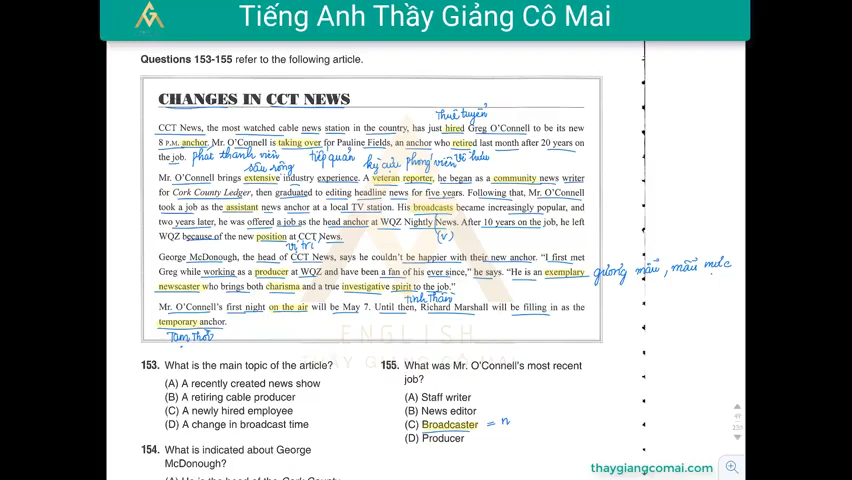 Tiếng Anh Thầy Giảng Cô Mai
Questions 153-155 refer to the following article.
CHANGES IN CCT NEWS
thuê tuyển
CCT News, the most watched cable news station in the country, has just hired Greg O'Connell to be its new
8 P.M. anchor. Mr. O'Connell is taking over for Pauline Fields, an anchor who retired last month after 20 years on
the job.
phát thanh viên
tiếp quản
kỳ cựu
phóng viên
về hưu
sâu rộng
Mr. O'Connell brings extensive industry experience. A veteran reporter, he began as a community news writer
for Cork County Ledger, then graduated to editing headline news for five years. Following that, Mr. O'Connell
took a job as the assistant news anchor at a local TV station. His broadcasts became increasingly popular, and
two years later, he was offered a job as the head anchor at WQZ Nightly News. After 10 years on the job, he left
WQZ because of the new position at CCT News.
(v)
vị trí
George McDonough, the head of CCT News, says he couldn't be happier with their new anchor. "I first met
Greg while working as a producer at WQZ and have been a fan of his ever since," he says. "He is an exemplary
gương mẫu, mẫu mực
newscaster who brings both charisma and a true investigative spirit to the job."
tinh thần
Mr. O'Connell's first night on the air will be May 7. Until then, Richard Marshall will be filling in as the
temporary anchor.
tạm thời
ENGLISH
THẦY GIẢNG CÔ MAI
153. What is the main topic of the article?
(A) A recently created news show
(B) A retiring cable producer
(C) A newly hired employee
(D) A change in broadcast time
154. What is indicated about George
McDonough?
(A) He is the head of the Cork County
155. What was Mr. O'Connell's most recent
job?
(A) Staff writer
(B) News editor
(C) Broadcaster = n
(D) Producer
thaygiangcomai.com